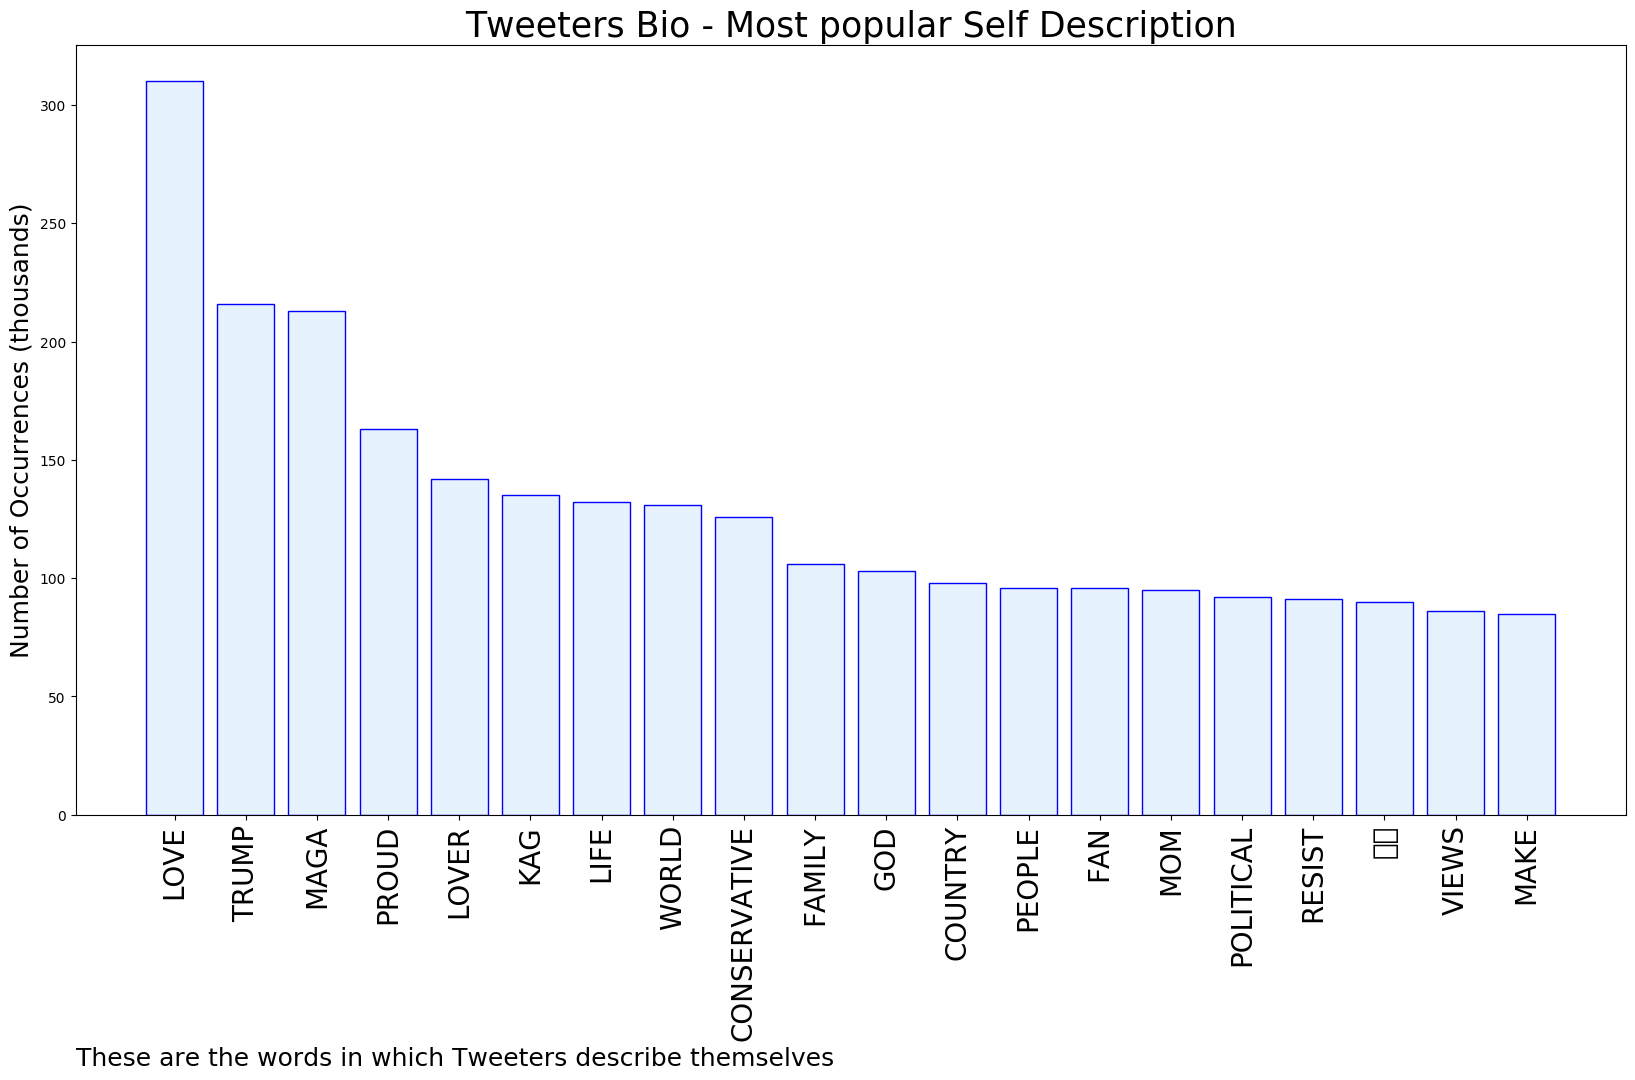 Tweeters Bio - Most popular Self Description
Number of Occurrences (thousands)
300
250
200
150
100
50
0
LOVE
TRUMP
MAGA
PROUD
LOVER
KAG
LIFE
WORLD
CONSERVATIVE
FAMILY
GOD
COUNTRY
PEOPLE
FAN
MOM
POLITICAL
RESIST
VIEWS
MAKE
These are the words in which Tweeters describe themselves